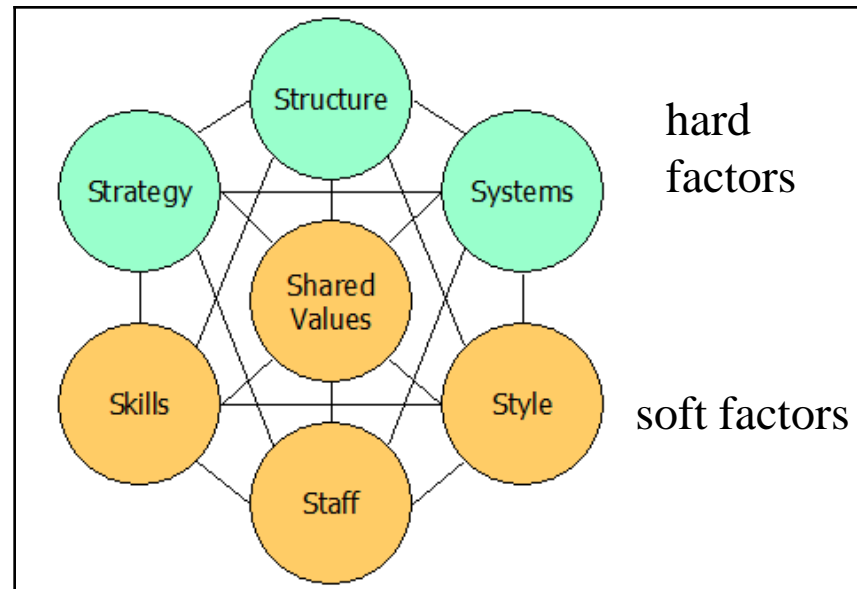 Structure
hard
factors
Strategy
Systems
Shared
Values
Skills
Style
soft factors
Staff